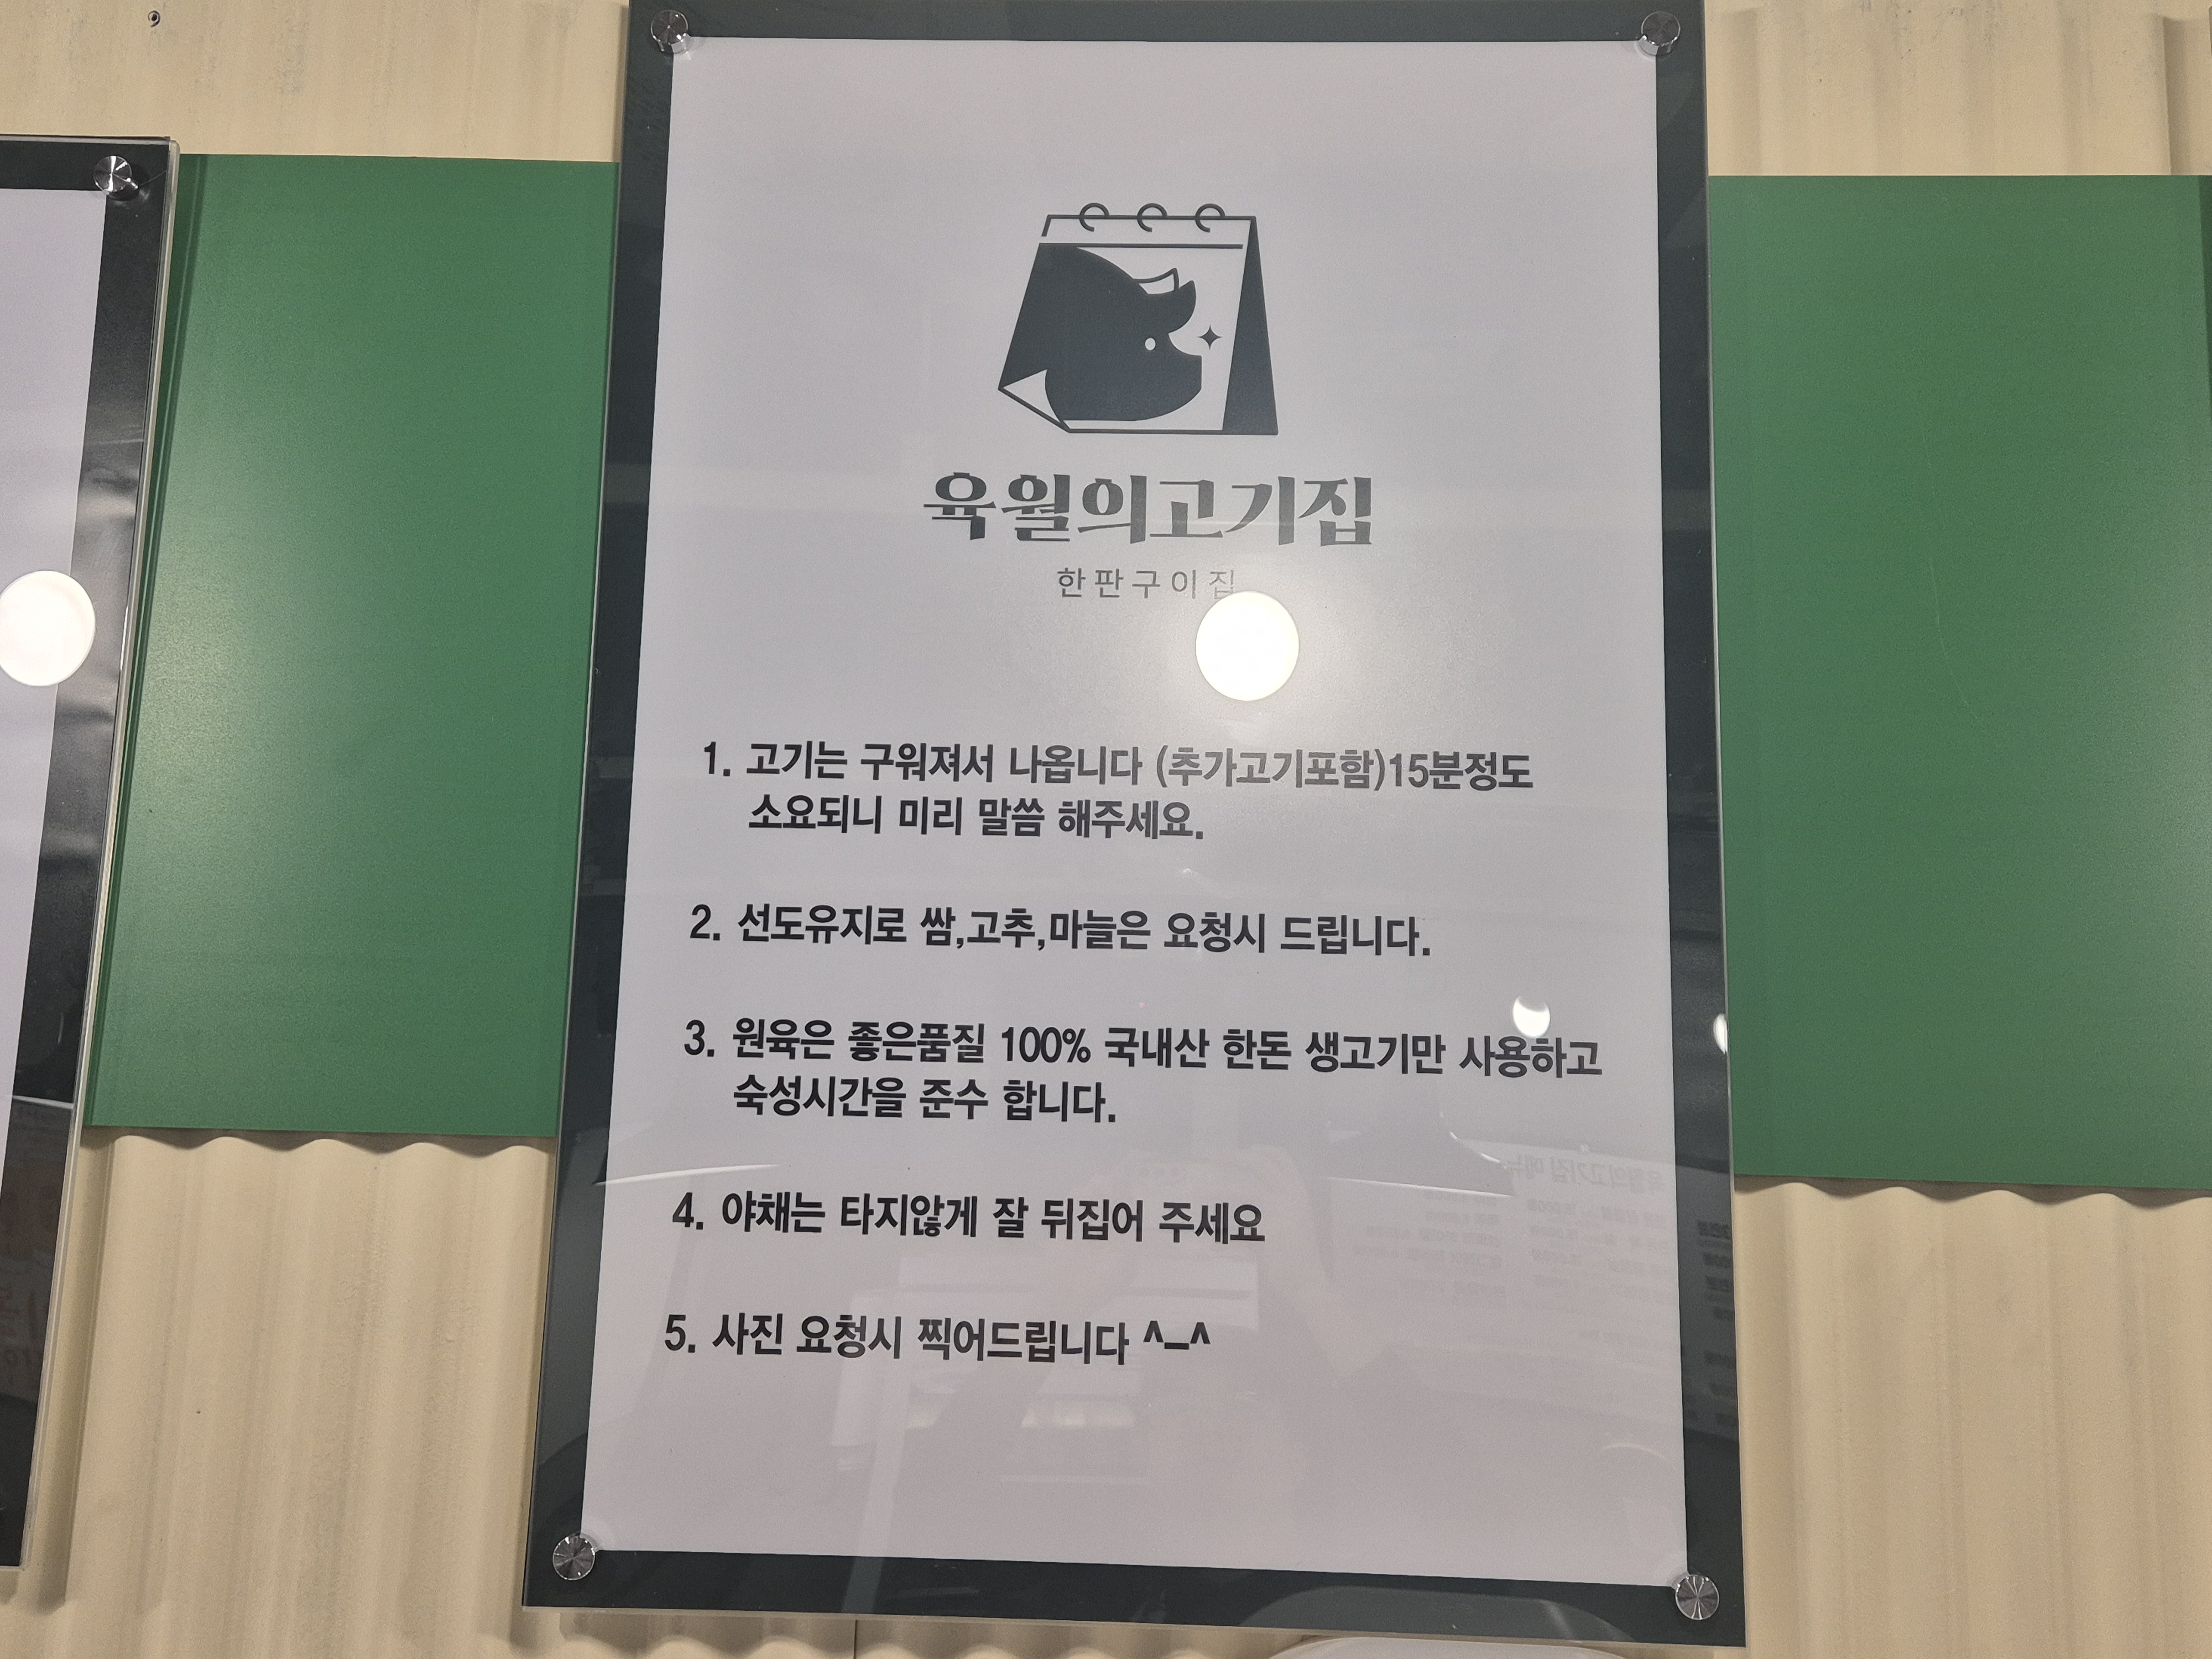 육월의고기집
한판구이집
1. 고기는 구워져서 나옵니다 (추가고기포함)15분정도
소요되니 미리 말씀 해주세요.
2. 선도유지로 쌈,고추,마늘은 요청시 드립니다.
3. 원육은 좋은품질 100% 국내산 한돈 생고기만 사용하고
숙성시간을 준수 합니다.
4. 야채는 타지않게 잘 뒤집어 주세요
5. 사진 요청시 찍어드립니다 ^–^